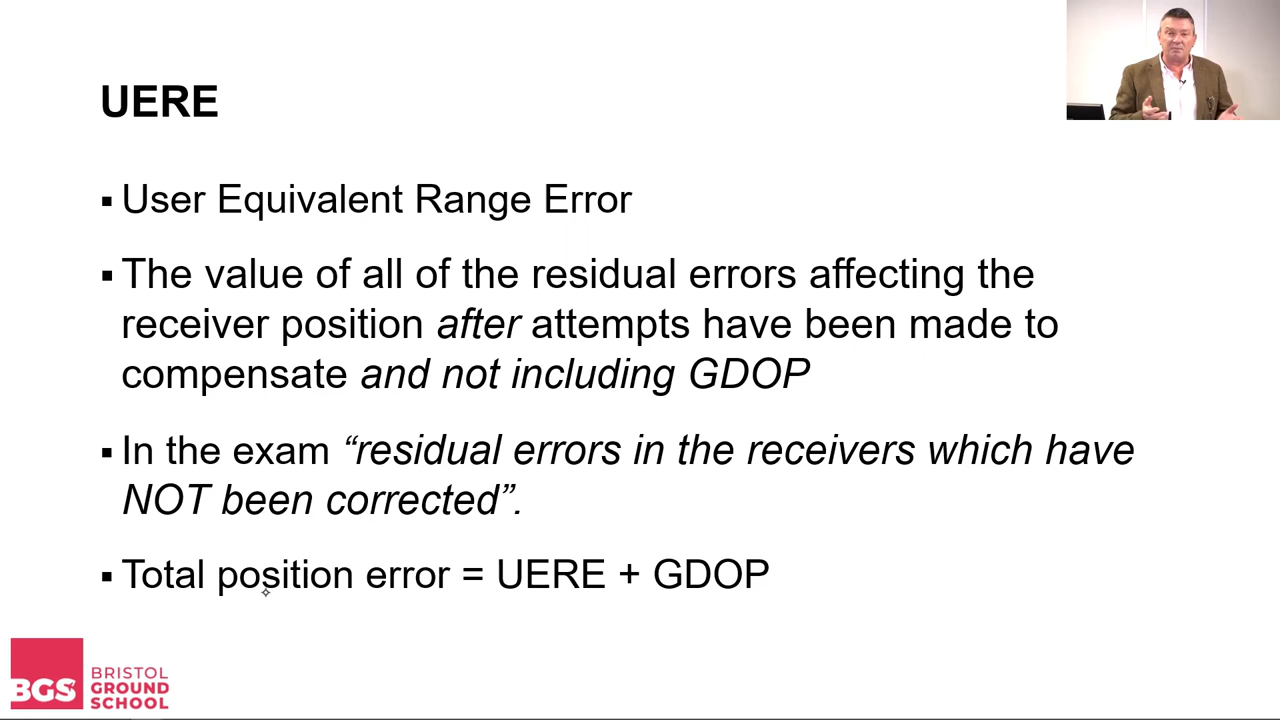 UERE
▪ User Equivalent Range Error
▪ The value of all of the residual errors affecting the
receiver position after attempts have been made to
compensate and not including GDOP
▪ In the exam “residual errors in the receivers which have
NOT been corrected”.
▪ Total position error = UERE + GDOP
BGS
BRISTOL
GROUND
SCHOOL